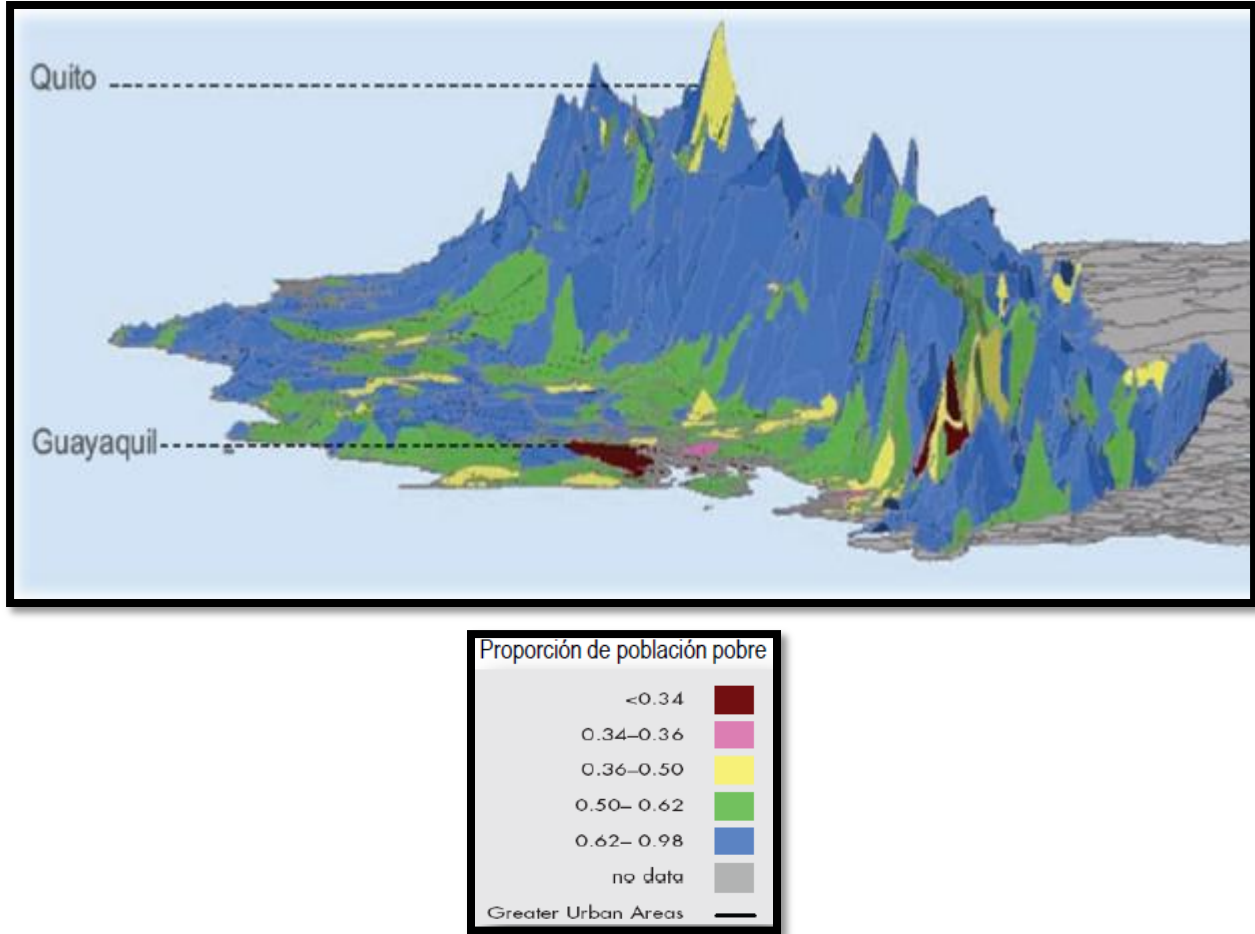 Quito
Guayaquil
Proporción de población pobre
<0.34
0.34–0.36
0.36–0.50
0.50– 0.62
0.62– 0.98
no data
Greater Urban Areas